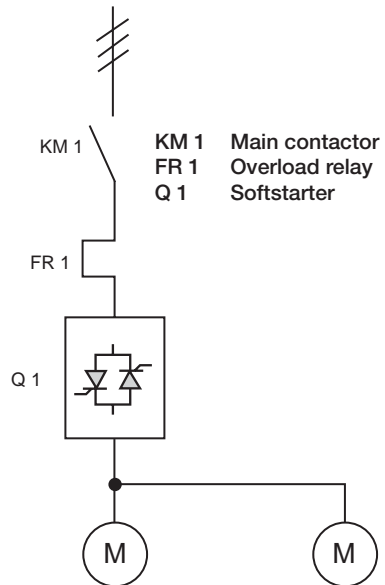 KM 1
KM 1 Main contactor
FR 1 Overload relay
Q 1 Softstarter
FR 1
Q 1
M M